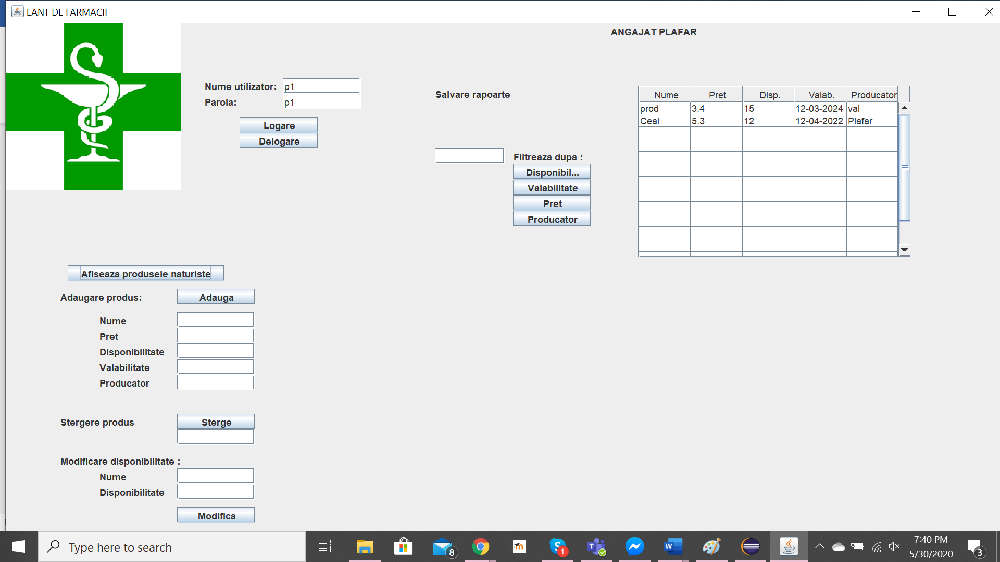 LANT DE FARMACII
ANGAJAT PLAFAR
Nume utilizator: p1
Parola: p1
Logare
Delogare
Salvare rapoarte
Filtreaza dupa :
Disponibil...
Valabilitate
Pret
Producator
Nume Pret Disp. Valab. Producator
prod 3.4 15 12-03-2024 val
Ceai 5.3 12 12-04-2022 Plafar
Afiseaza produsele naturiste
Adaugare produs: Adauga
Nume
Pret
Disponibilitate
Valabilitate
Producator
Stergere produs Sterge
Modificare disponibilitate :
Nume
Disponibilitate
Modifica
Type here to search
8
m
S 1
T
W
7:40 PM
5/30/2020
3